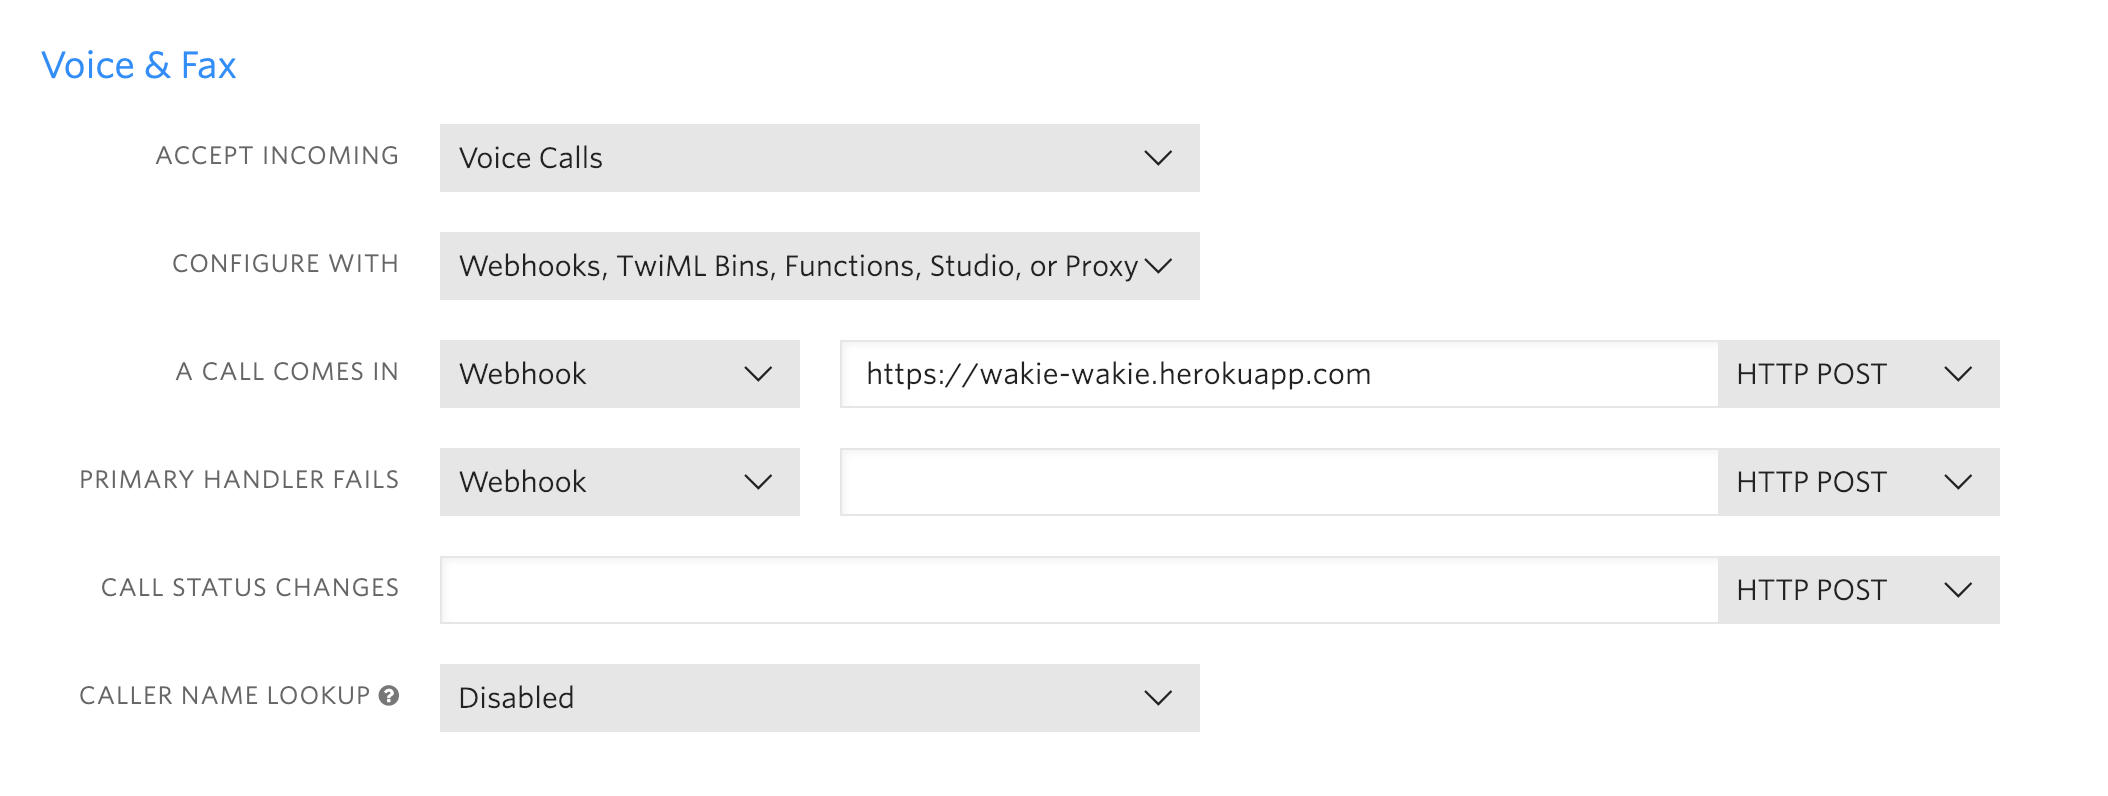 Voice & Fax
ACCEPT INCOMING Voice Calls
CONFIGURE WITH Webhooks, TwiML Bins, Functions, Studio, or Proxy
A CALL COMES IN Webhook https://wakie-wakie.herokuapp.com HTTP POST
PRIMARY HANDLER FAILS Webhook HTTP POST
CALL STATUS CHANGES HTTP POST
CALLER NAME LOOKUP ? Disabled